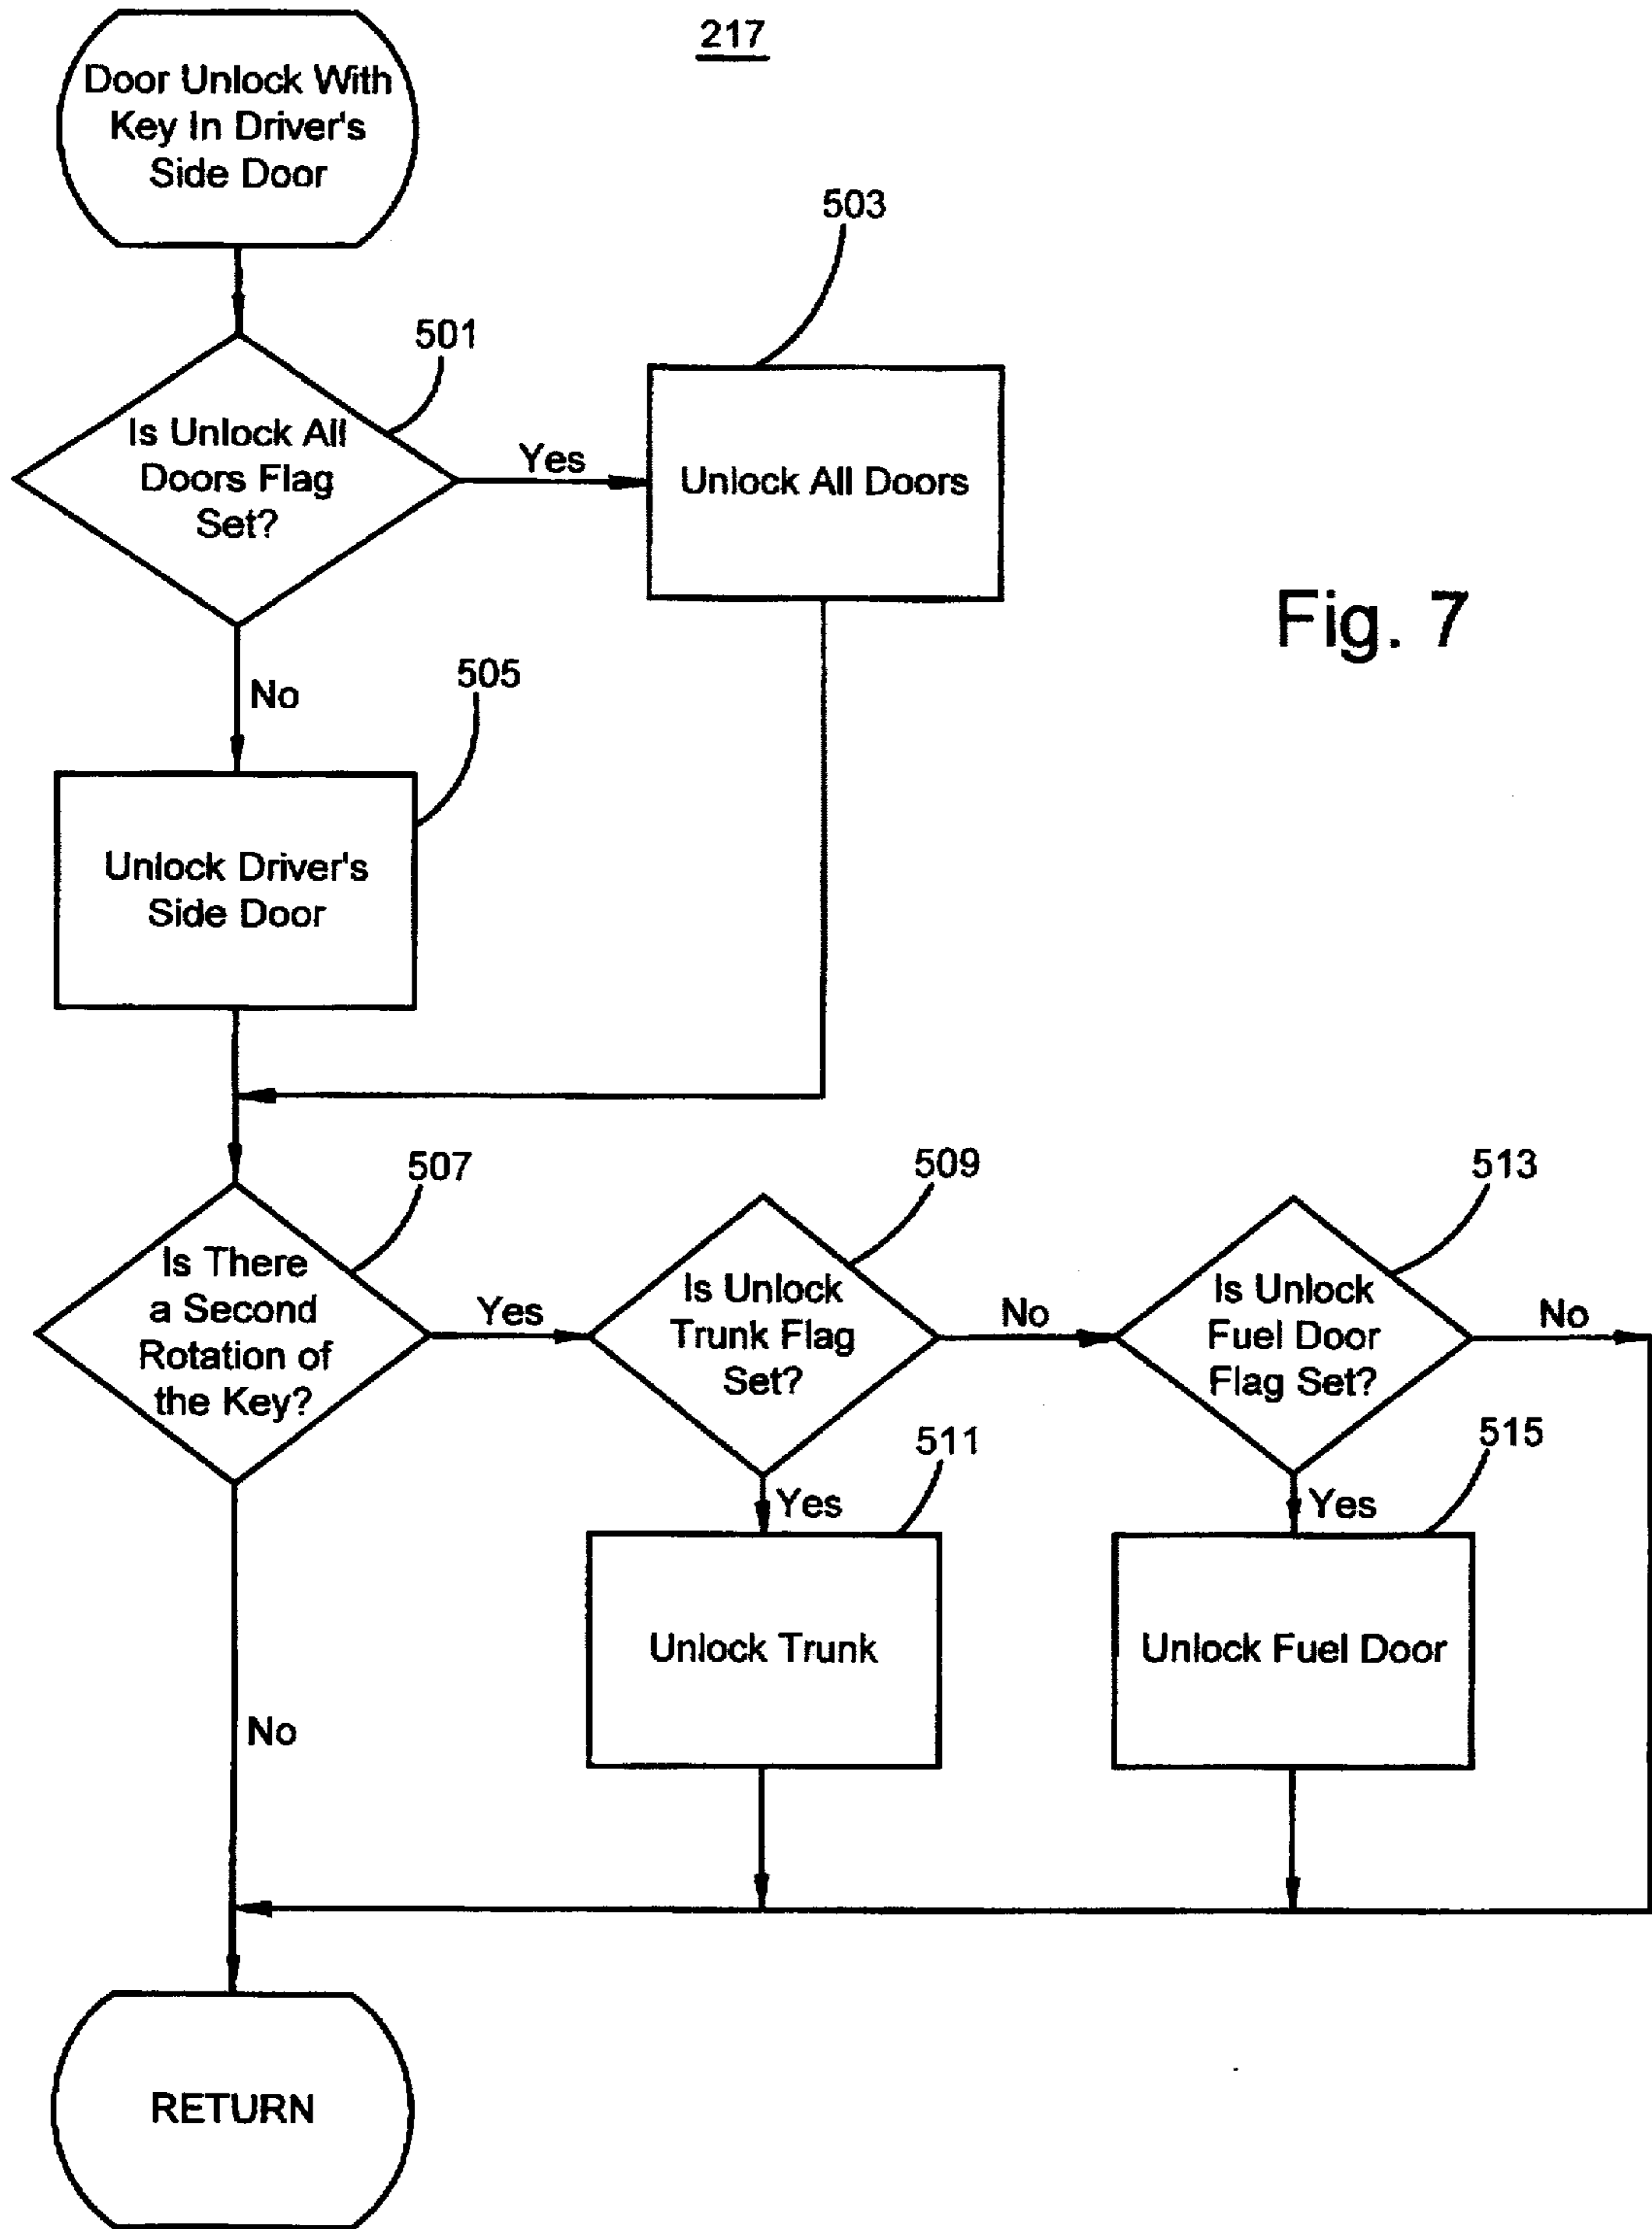 217
Door Unlock With
Key In Driver's
Side Door
503
501
Is Unlock All
Doors Flag
Set?
Yes
Unlock All Doors
Fig. 7
No
505
Unlock Driver's
Side Door
507
509
513
Is There
a Second
Rotation of
the Key?
Yes
Is Unlock
Trunk Flag
Set?
No
Is Unlock
Fuel Door
Flag Set?
No
511
515
Yes
Yes
Unlock Trunk
Unlock Fuel Door
No
RETURN